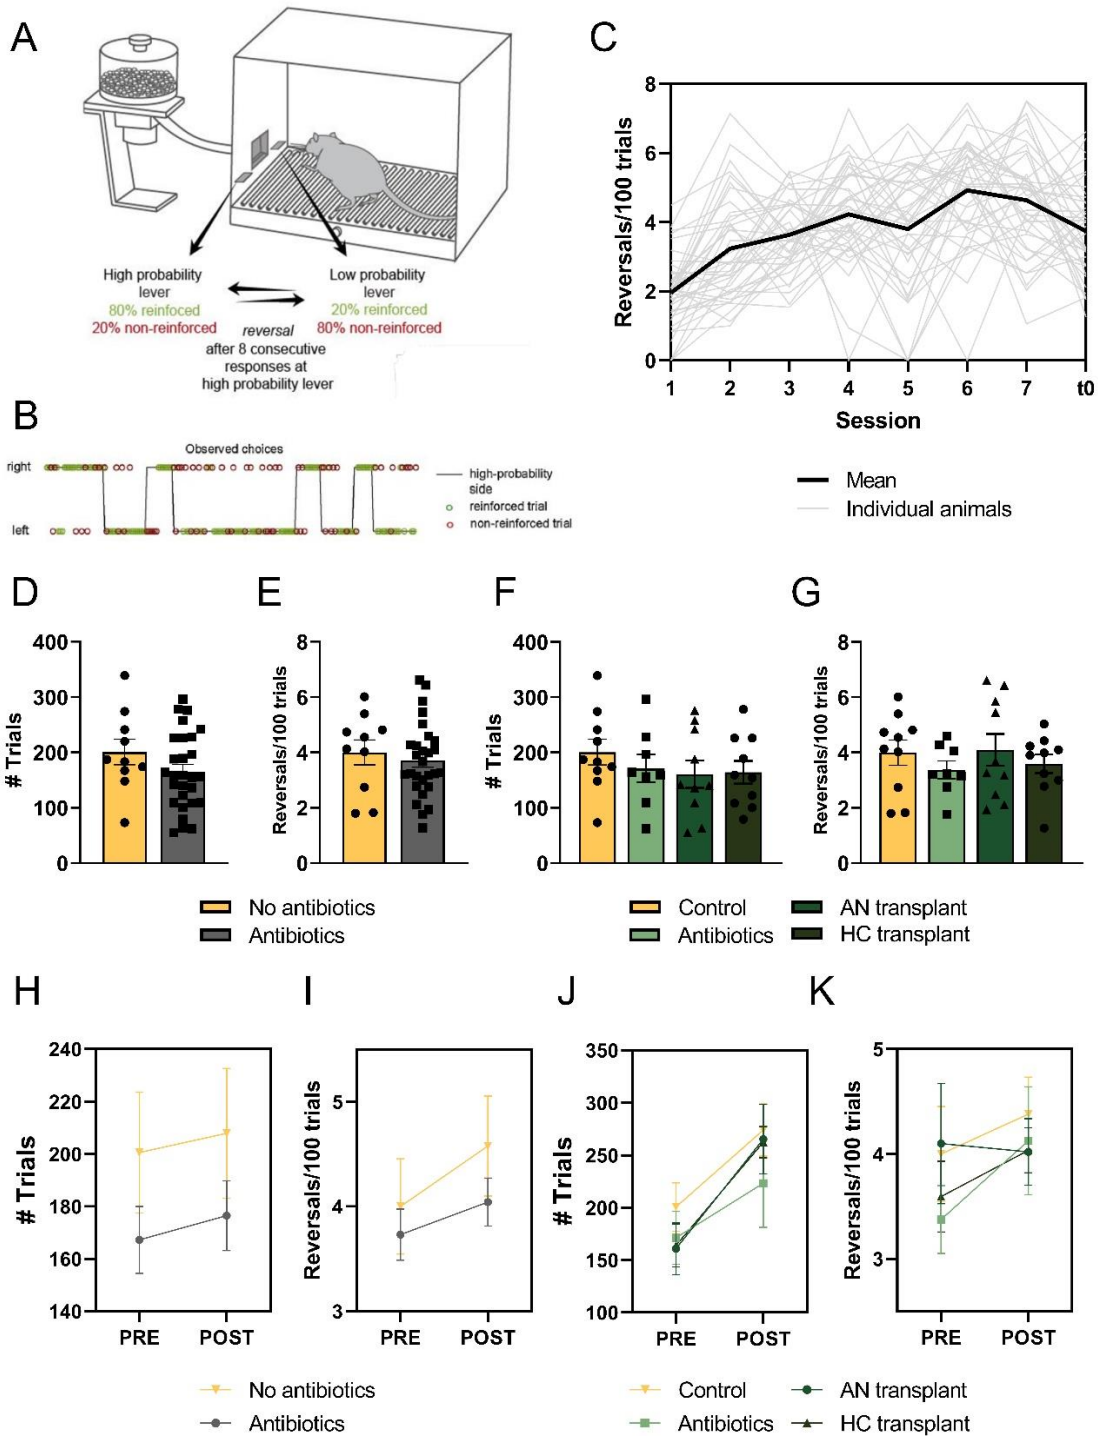 A
High probability
lever
80% reinforced
20% non-reinforced
Low probability
lever
20% reinforced
80% non-reinforced
reversal
after 8 consecutive
responses at
high probability lever
B
Observed choices
right
left
high-probability
side
reinforced trial
non-reinforced trial
C
Reversals/100 trials
8
6
4
2
0
1 2 3 4 5 6 7 t0
Session
Mean
Individual animals
D
# Trials
400
300
200
100
0
E
Reversals/100 trials
8
6
4
2
0
No antibiotics
Antibiotics
F
# Trials
400
300
200
100
0
G
Reversals/100 trials
8
6
4
2
0
Control
Antibiotics
AN transplant
HC transplant
H
# Trials
240
220
200
180
160
140
PRE POST
I
Reversals/100 trials
5
4
3
PRE POST
No antibiotics
Antibiotics
J
# Trials
350
300
250
200
150
100
PRE POST
K
Reversals/100 trials
5
4
3
PRE POST
Control
Antibiotics
AN transplant
HC transplant